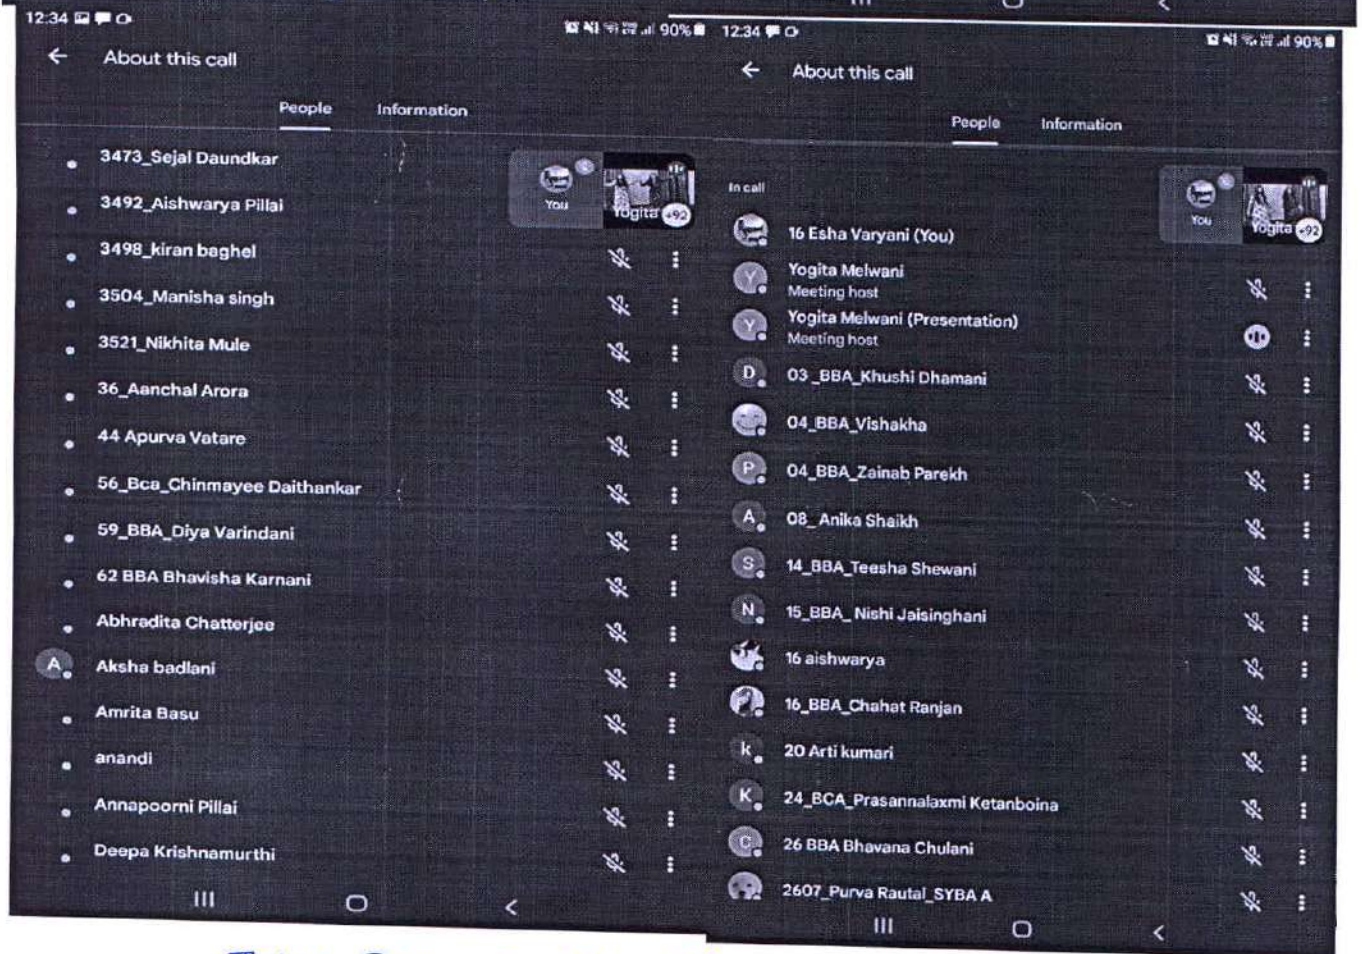 12:34
90%
About this call
People Information
3473_Sejal Daundkar
3492_Aishwarya Pillai
You
Yogita +92
3498_kiran baghel
3504_Manisha singh
3521_Nikhita Mule
36_Aanchal Arora
44 Apurva Vatare
56_Bca_Chinmayee Daithankar
59_BBA_Diya Varindani
62 BBA Bhavisha Karnani
Abhradita Chatterjee
A Aksha badlani
Amrita Basu
anandi
Annapoorni Pillai
Deepa Krishnamurthi
12:34
90%
About this call
People Information
In call
You
Yogita +92
16 Esha Varyani (You)
Y Yogita Melwani
Meeting host
Y Yogita Melwani (Presentation)
Meeting host
D 03 _BBA_Khushi Dhamani
04_BBA_Vishakha
P 04_BBA_Zainab Parekh
A 08_ Anika Shaikh
S 14_BBA_Teesha Shewani
N 15_BBA_ Nishi Jaisinghani
16 aishwarya
16_BBA_Chahat Ranjan
k 20 Arti kumari
K 24_BCA_Prasannalaxmi Ketanboina
C 26 BBA Bhavana Chulani
2607_Purva Rautal_SYBA A